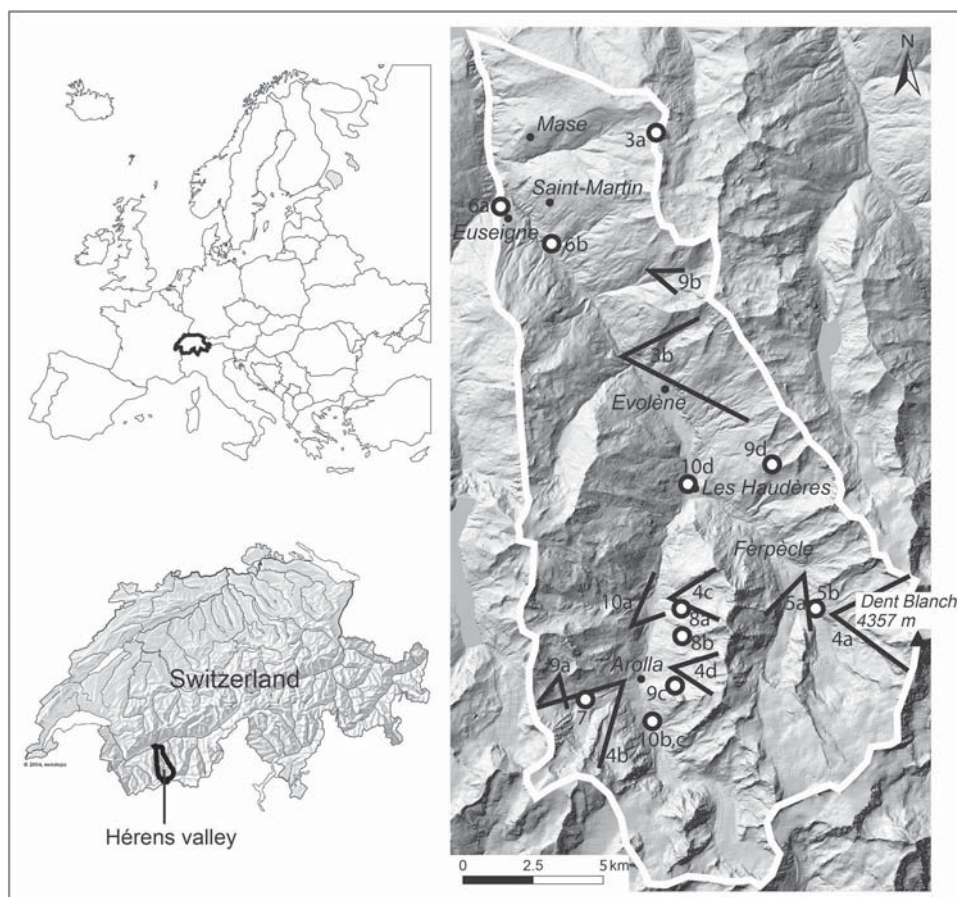 Switzerland
© 2004, swisstopo
Hérens valley
N
Mase
3a
Saint-Martin
6a
Euseigne
6b
9b
3b
Evolène
9d
10d
Les Haudères
Ferpècle
10a
4c
8a
8b
5a
5b
Dent Blanch
4357 m
4a
9a
Arolla
4d
9c
7
10b,c
4b
0 2.5 5 km